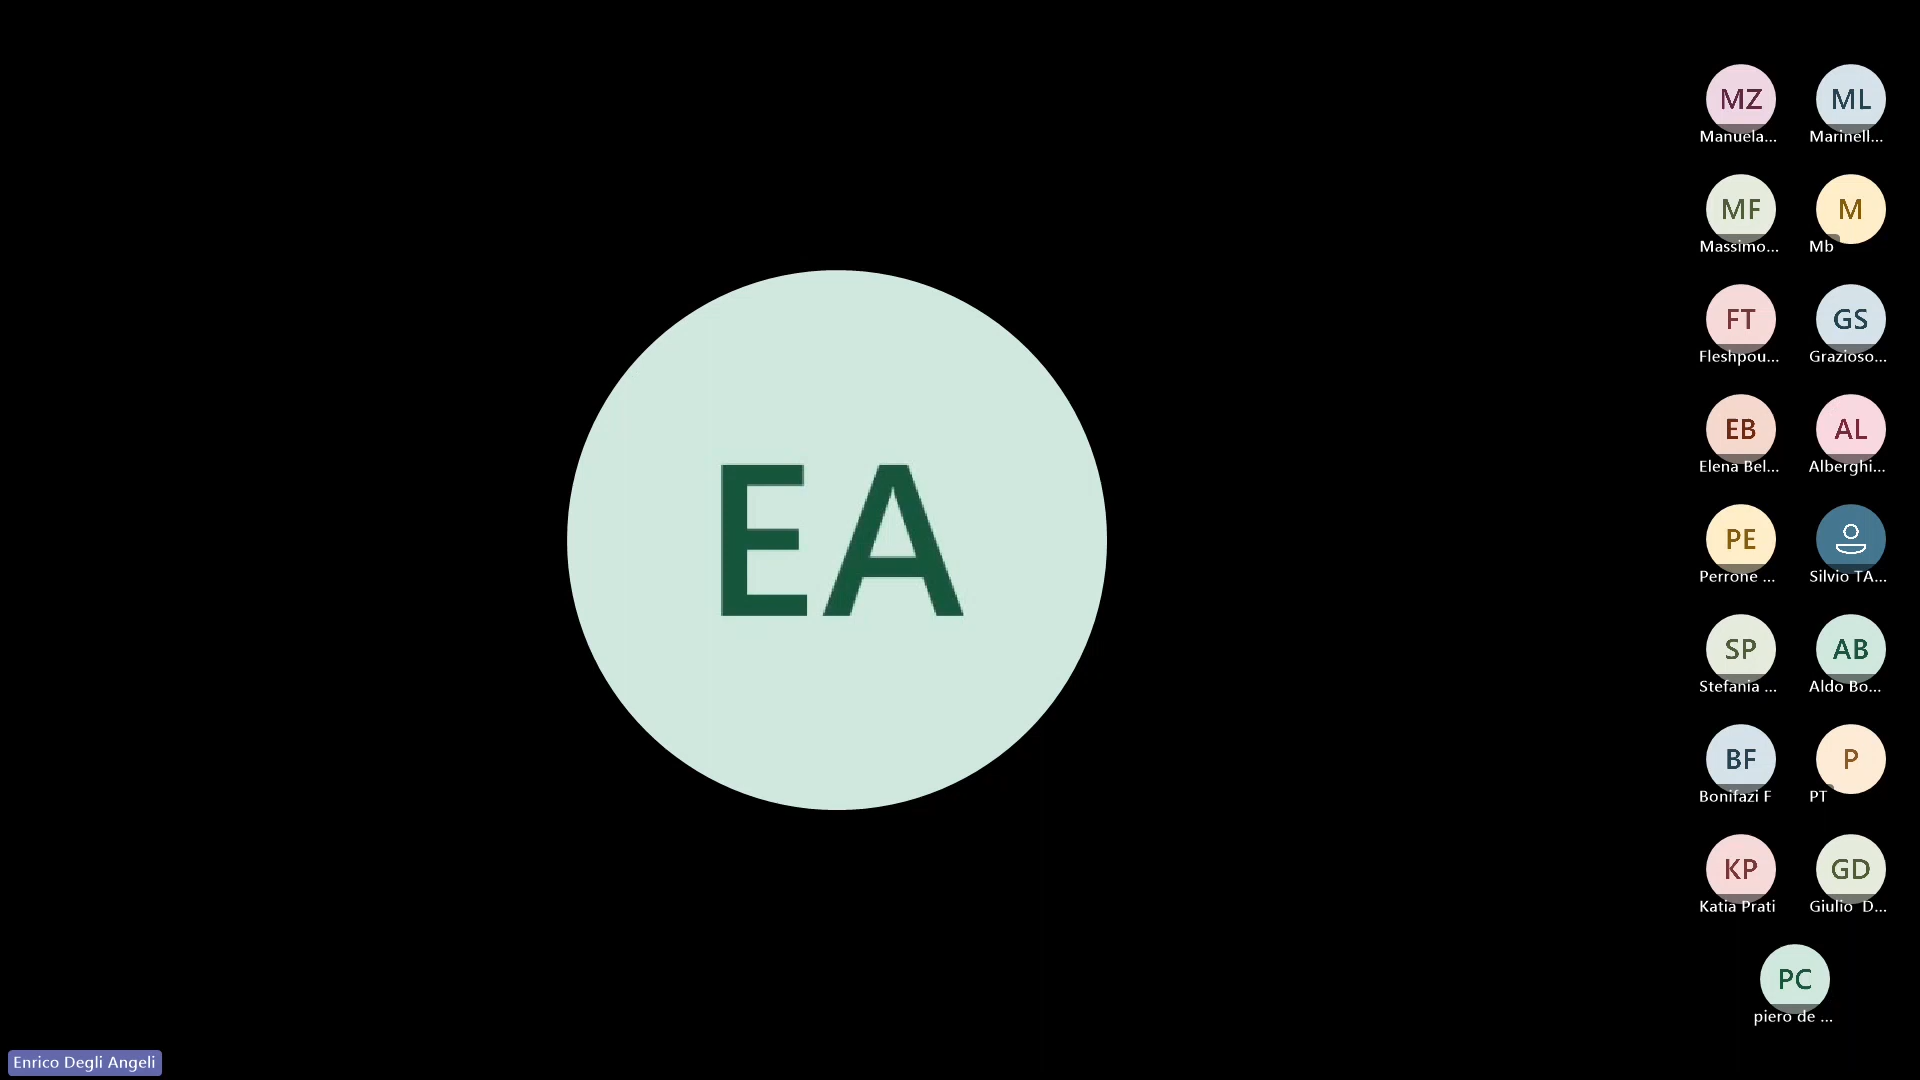 MZ ML
Manuela... Marinell...
MF M
Massimo... Mb
FT GS
Fleshpou... Grazioso...
EB AL
Elena Bel... Alberghi...
EA
PE
Perrone ... Silvio TA...
SP AB
Stefania ... Aldo Bo...
BF P
Bonifazi F PT
KP GD
Katia Prati Giulio D...
PC
piero de ...
Enrico Degli Angeli